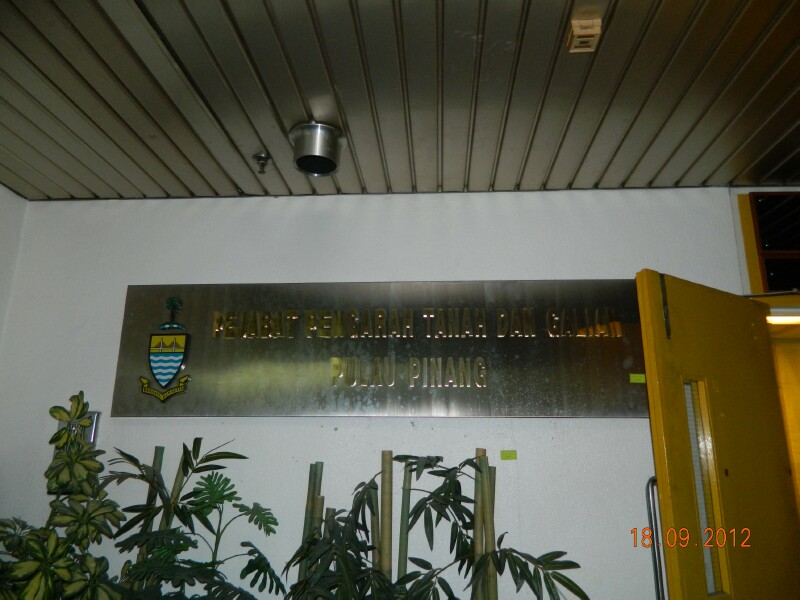 PEJABAT PENGARAH TANAH DAN GALIAN
PULAU PINANG
18.09.2012